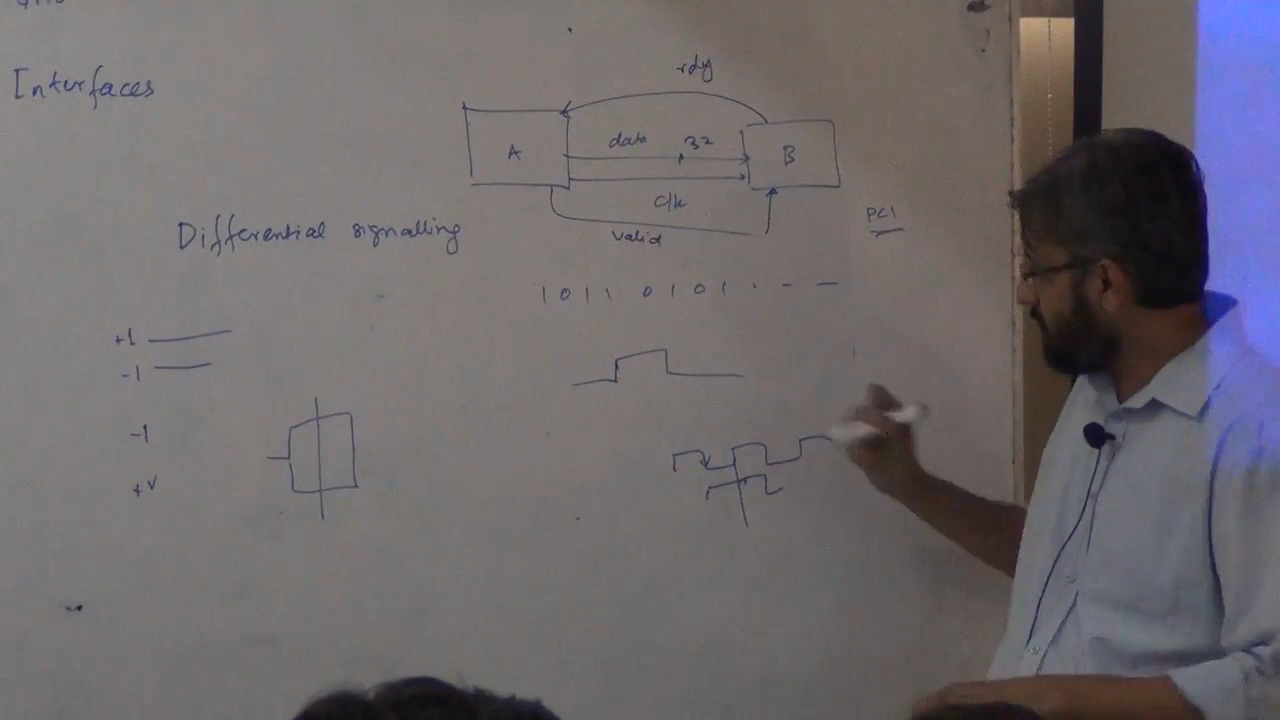 Interfaces
rdy
A
data
32
B
clk
valid
PCI
Differential signalling
1 0 1 1 0 1 0 1 . - -
+1
-1
-1
+V